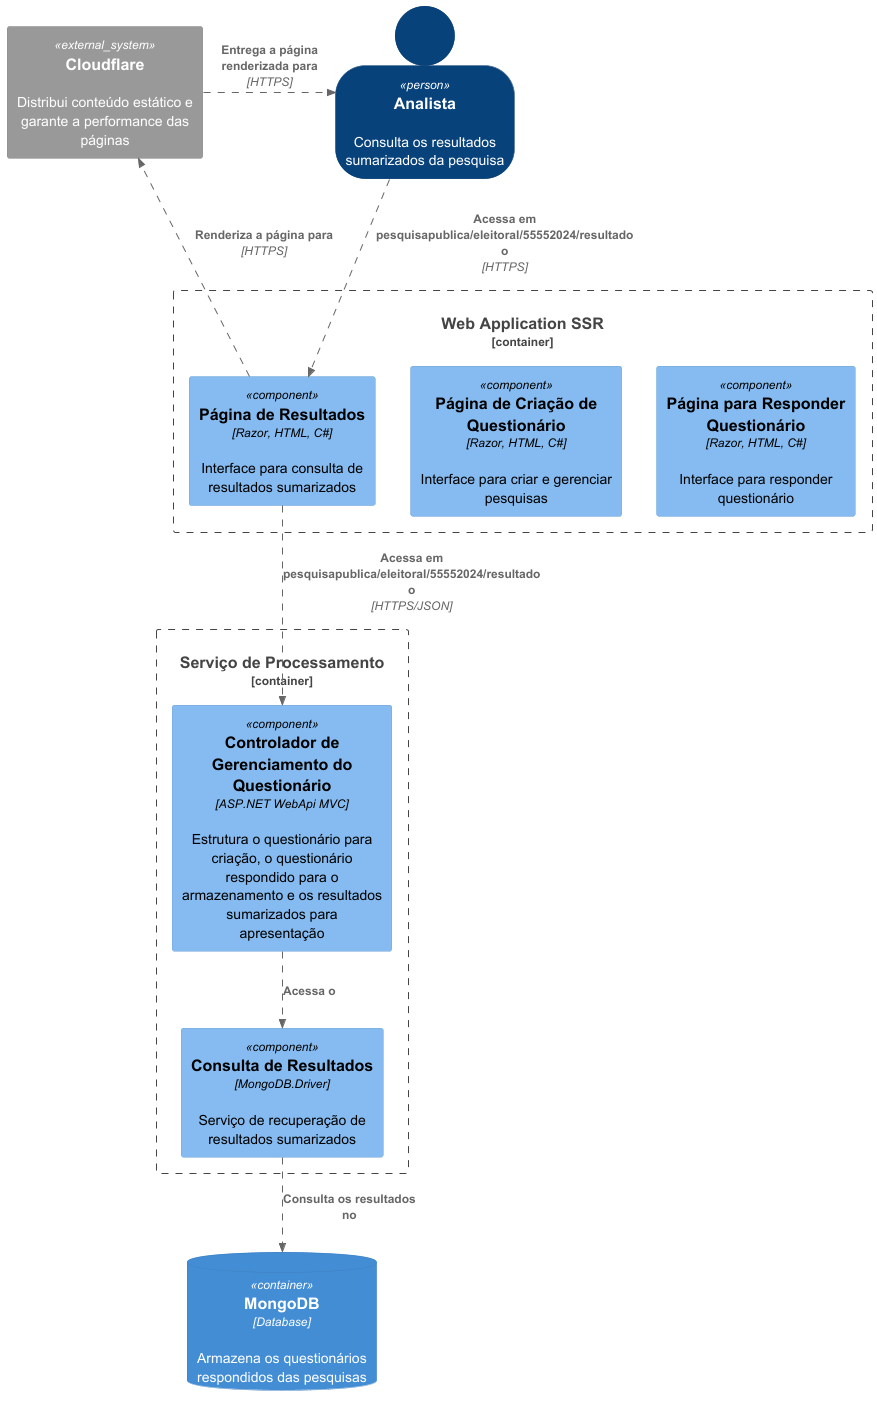 «external_system»
Cloudflare
Distribui conteúdo estático e
garante a performance das
páginas
Entrega a página
renderizada para
[HTTPS]
«person»
Analista
Consulta os resultados
sumarizados da pesquisa
Renderiza a página para
[HTTPS]
Acessa em
pesquisapublica/eleitoral/55552024/resultado
o
[HTTPS]
Web Application SSR
[container]
«component»
Página de Resultados
[Razor, HTML, C#]
Interface para consulta de
resultados sumarizados
«component»
Página de Criação de
Questionário
[Razor, HTML, C#]
Interface para criar e gerenciar
pesquisas
«component»
Página para Responder
Questionário
[Razor, HTML, C#]
Interface para responder
questionário
Acessa em
pesquisapublica/eleitoral/55552024/resultado
o
[HTTPS/JSON]
Serviço de Processamento
[container]
«component»
Controlador de
Gerenciamento do
Questionário
[ASP.NET WebApi MVC]
Estrutura o questionário para
criação, o questionário
respondido para o
armazenamento e os resultados
sumarizados para
apresentação
Acessa o
«component»
Consulta de Resultados
[MongoDB.Driver]
Serviço de recuperação de
resultados sumarizados
Consulta os resultados
no
«container»
MongoDB
[Database]
Armazena os questionários
respondidos das pesquisas